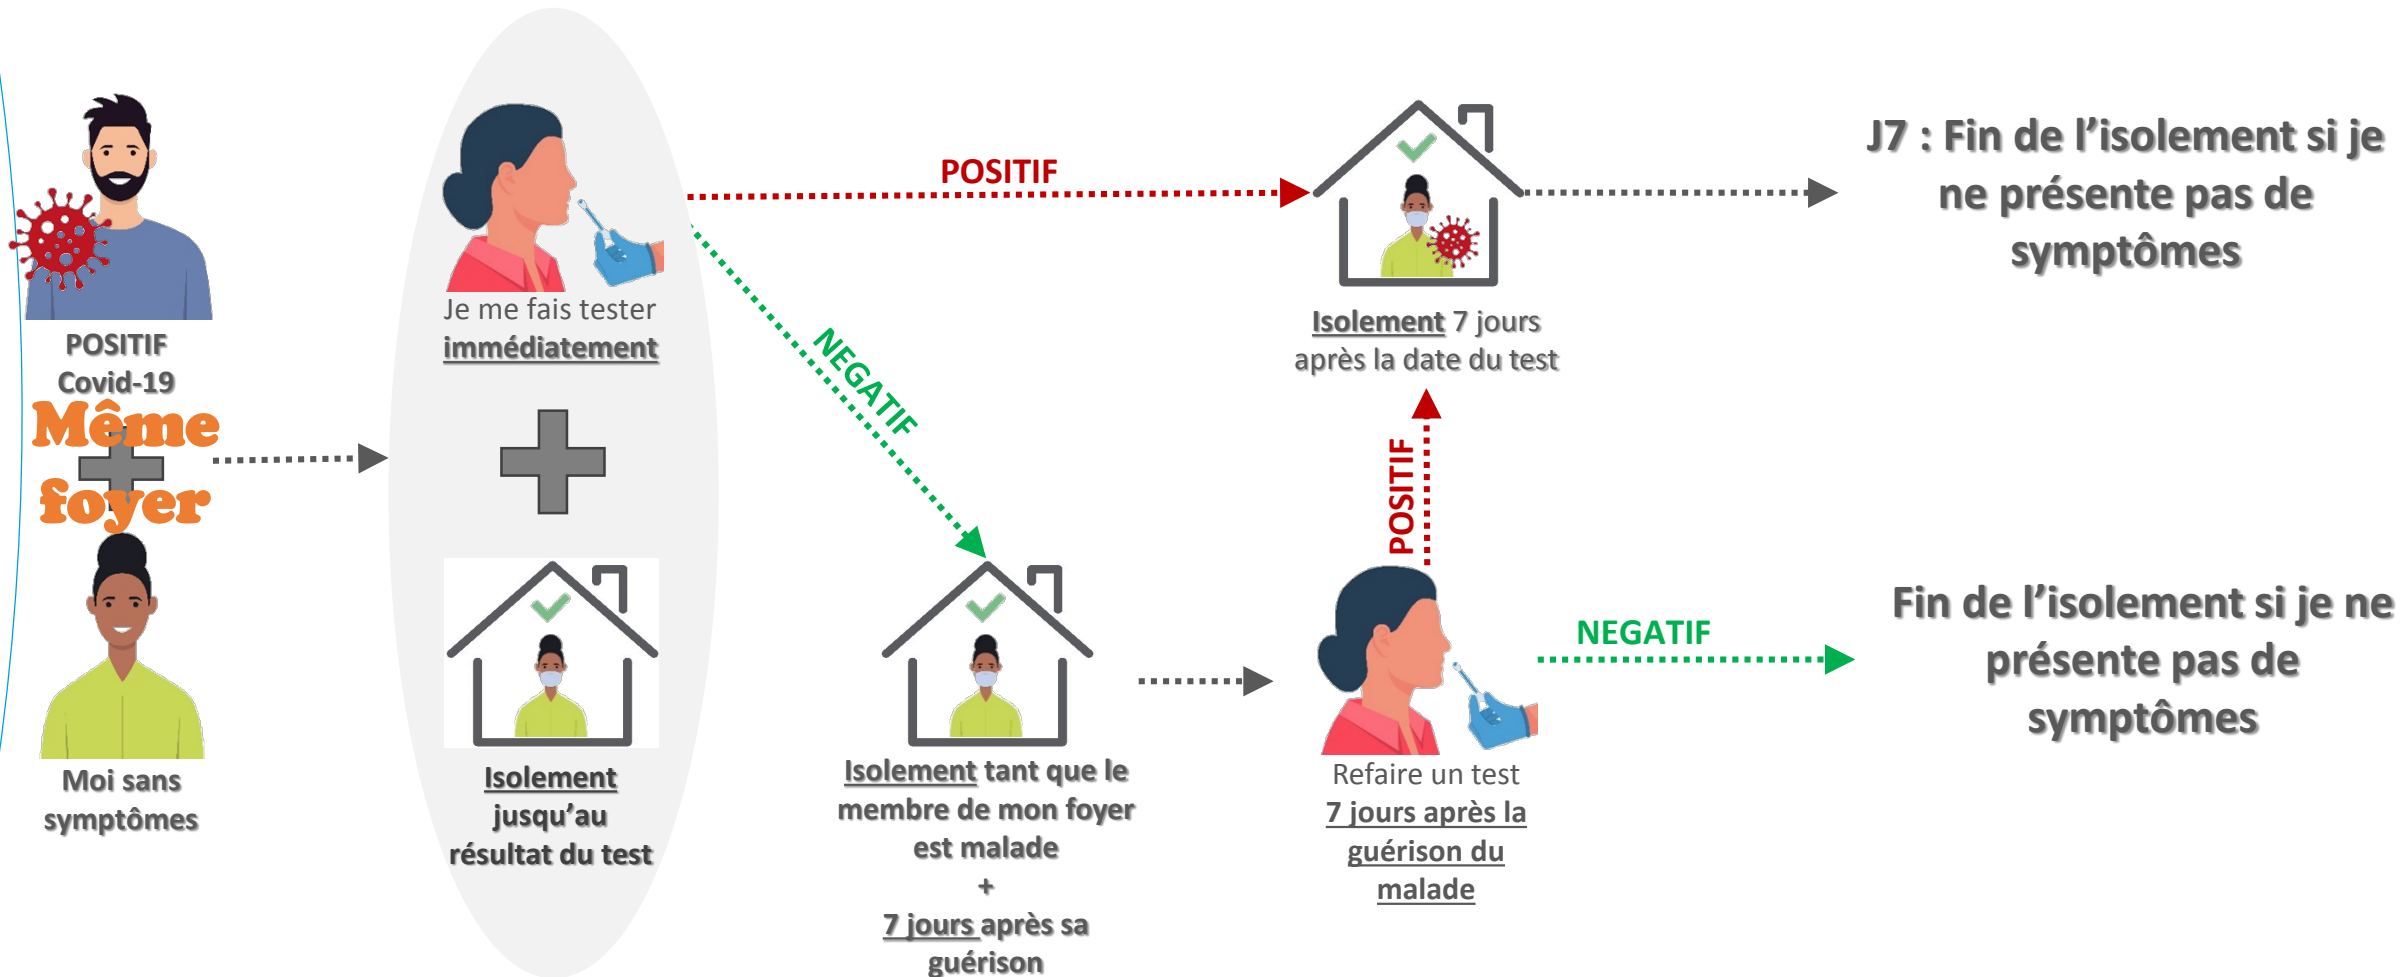 POSITIF
Covid-19
Même
foyer
Moi sans
symptômes
Je me fais tester
immédiatement
Isolement
jusqu’au
résultat du test
POSITIF
NEGATIF
Isolement tant que le
membre de mon foyer
est malade
+
7 jours après sa
guérison
Isolement 7 jours
après la date du test
POSITIF
Refaire un test
7 jours après la
guérison du
malade
NEGATIF
J7 : Fin de l’isolement si je
ne présente pas de
symptômes
Fin de l’isolement si je ne
présente pas de
symptômes